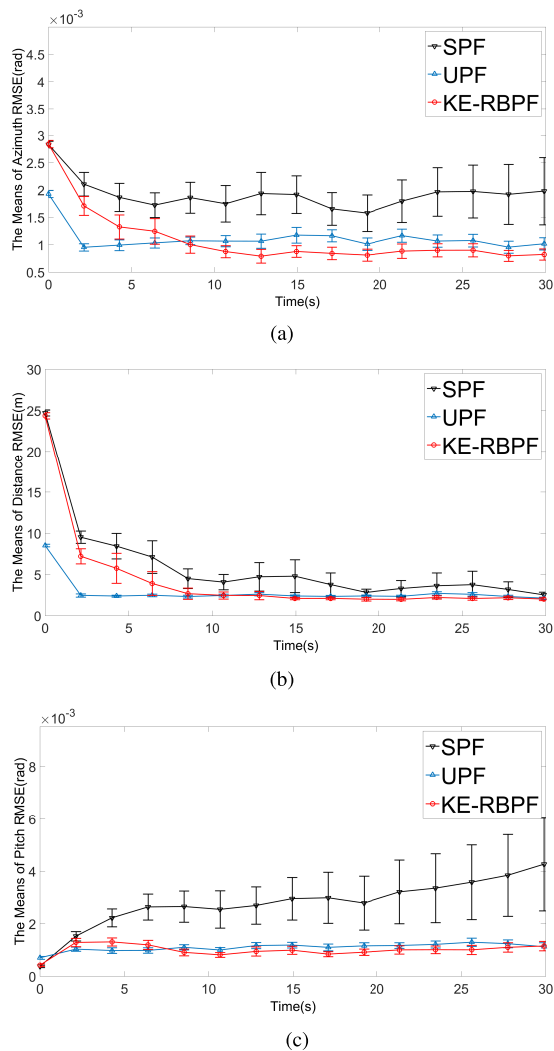 ×10⁻³
The Means of Azimuth RMSE(rad)
4.5
4
3.5
3
2.5
2
1.5
1
0.5
0 5 10 15 20 25 30
Time(s)
SPF
UPF
KE-RBPF
(a)
The Means of Distance RMSE(m)
30
25
20
15
10
5
0
0 5 10 15 20 25 30
Time(s)
SPF
UPF
KE-RBPF
(b)
×10⁻³
The Means of Pitch RMSE(rad)
8
6
4
2
0
0 5 10 15 20 25 30
Time(s)
SPF
UPF
KE-RBPF
(c)